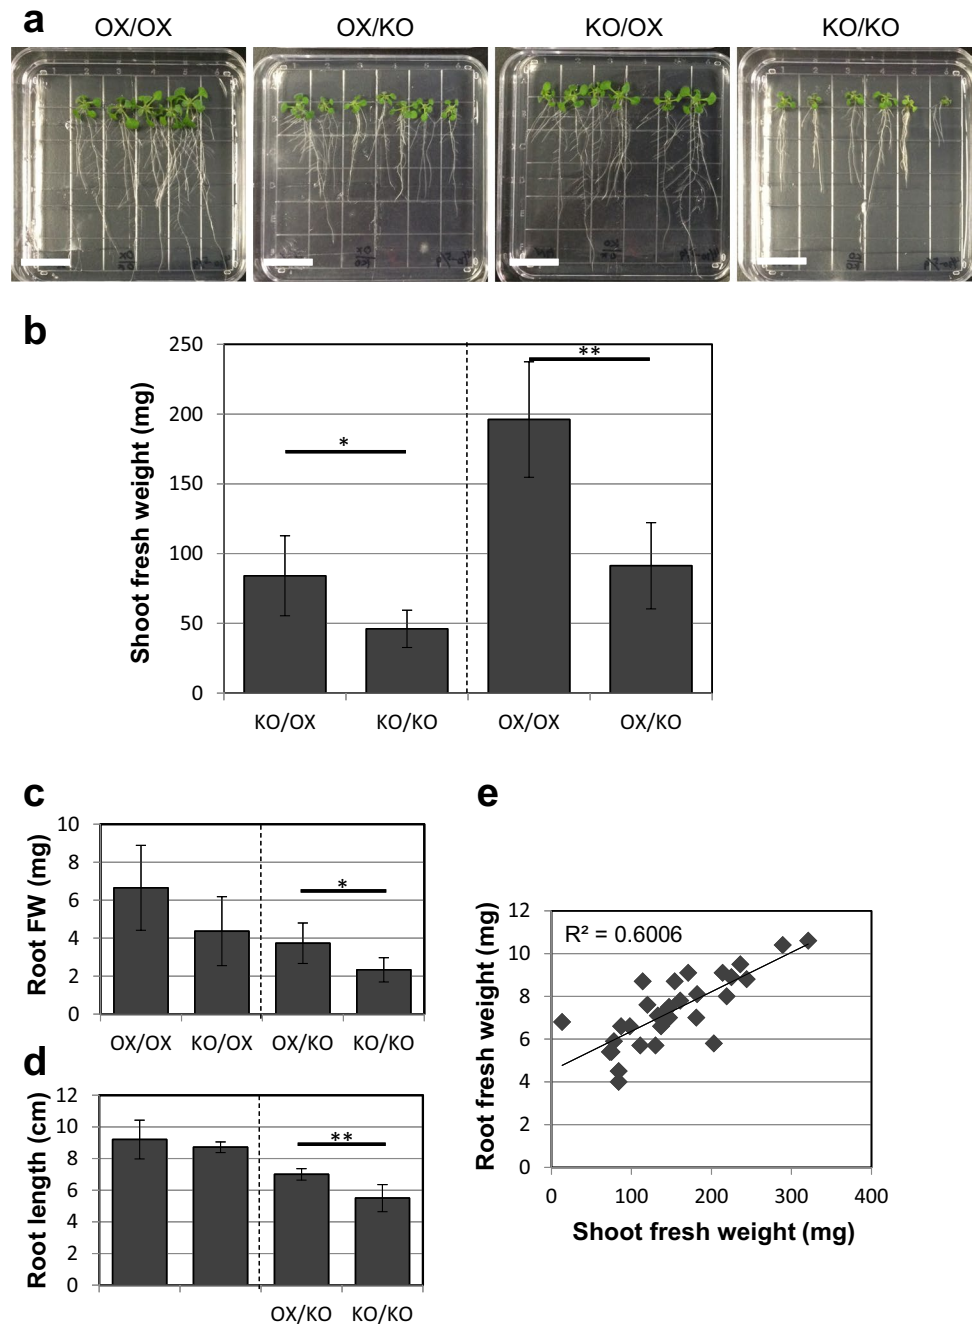 a
OX/OX OX/KO KO/OX KO/KO
b
Shoot fresh weight (mg)
250
200
150
100
50
0
*
**
KO/OX KO/KO OX/OX OX/KO
c
Root FW (mg)
10
8
6
4
2
0
*
OX/OX KO/OX OX/KO KO/KO
d
Root length (cm)
12
10
8
6
4
2
0
**
OX/KO KO/KO
e
Root fresh weight (mg)
12
10
8
6
4
2
0
R² = 0.6006
0 100 200 300 400
Shoot fresh weight (mg)